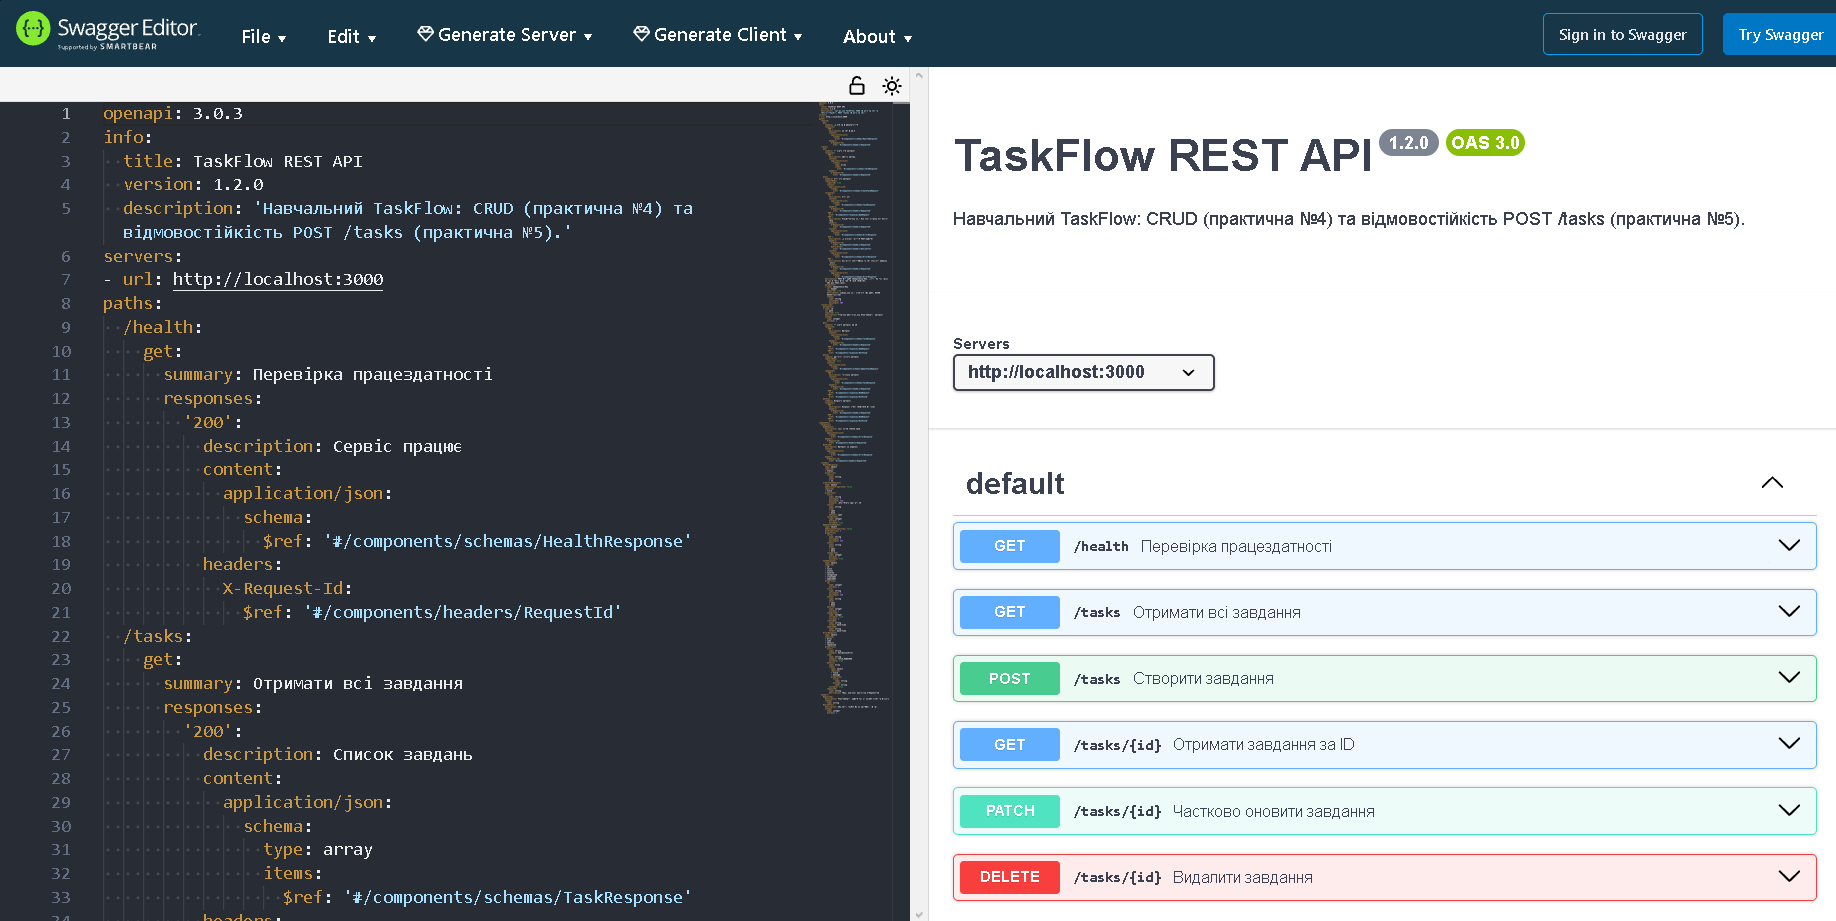 Swagger Editor.
Supported by SMARTBEAR
File
Edit
Generate Server
Generate Client
About
Sign in to Swagger
Try Swagger
1 openapi: 3.0.3
2 info:
3 title: TaskFlow REST API
4 version: 1.2.0
5 description: 'Навчальний TaskFlow: CRUD (практична №4) та
відмовостійкість POST /tasks (практична №5).'
6 servers:
7 - url: http://localhost:3000
8 paths:
9 /health:
10 get:
11 summary: Перевірка працездатності
12 responses:
13 '200':
14 description: Сервіс працює
15 content:
16 application/json:
17 schema:
18 $ref: '#/components/schemas/HealthResponse'
19 headers:
20 X-Request-Id:
21 $ref: '#/components/headers/RequestId'
22 /tasks:
23 get:
24 summary: Отримати всі завдання
25 responses:
26 '200':
27 description: Список завдань
28 content:
29 application/json:
30 schema:
31 type: array
32 items:
33 $ref: '#/components/schemas/TaskResponse'
34 headers:
TaskFlow REST API 1.2.0 OAS 3.0
Навчальний TaskFlow: CRUD (практична №4) та відмовостійкість POST /tasks (практична №5).
Servers
http://localhost:3000
default
GET /health Перевірка працездатності
GET /tasks Отримати всі завдання
POST /tasks Створити завдання
GET /tasks/{id} Отримати завдання за ID
PATCH /tasks/{id} Частково оновити завдання
DELETE /tasks/{id} Видалити завдання